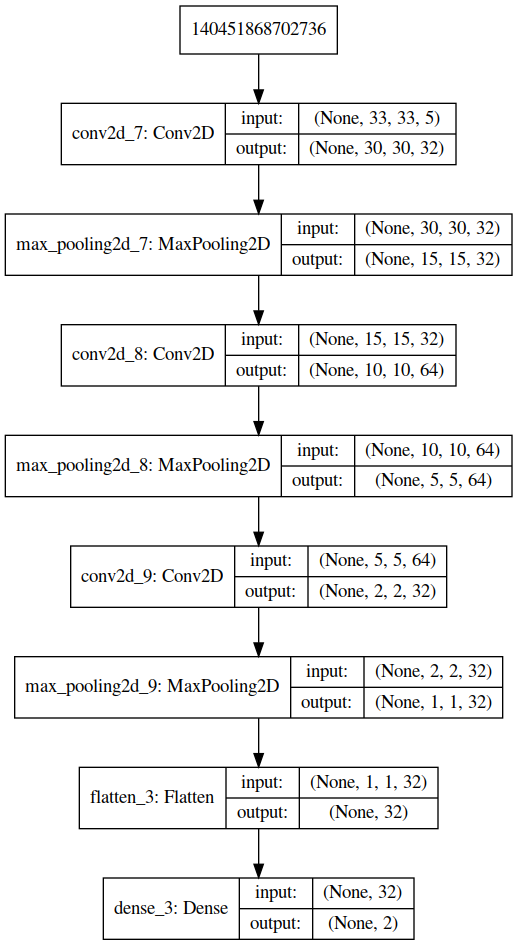 140451868702736
conv2d_7: Conv2D
input: (None, 33, 33, 5)
output: (None, 30, 30, 32)
max_pooling2d_7: MaxPooling2D
input: (None, 30, 30, 32)
output: (None, 15, 15, 32)
conv2d_8: Conv2D
input: (None, 15, 15, 32)
output: (None, 10, 10, 64)
max_pooling2d_8: MaxPooling2D
input: (None, 10, 10, 64)
output: (None, 5, 5, 64)
conv2d_9: Conv2D
input: (None, 5, 5, 64)
output: (None, 2, 2, 32)
max_pooling2d_9: MaxPooling2D
input: (None, 2, 2, 32)
output: (None, 1, 1, 32)
flatten_3: Flatten
input: (None, 1, 1, 32)
output: (None, 32)
dense_3: Dense
input: (None, 32)
output: (None, 2)